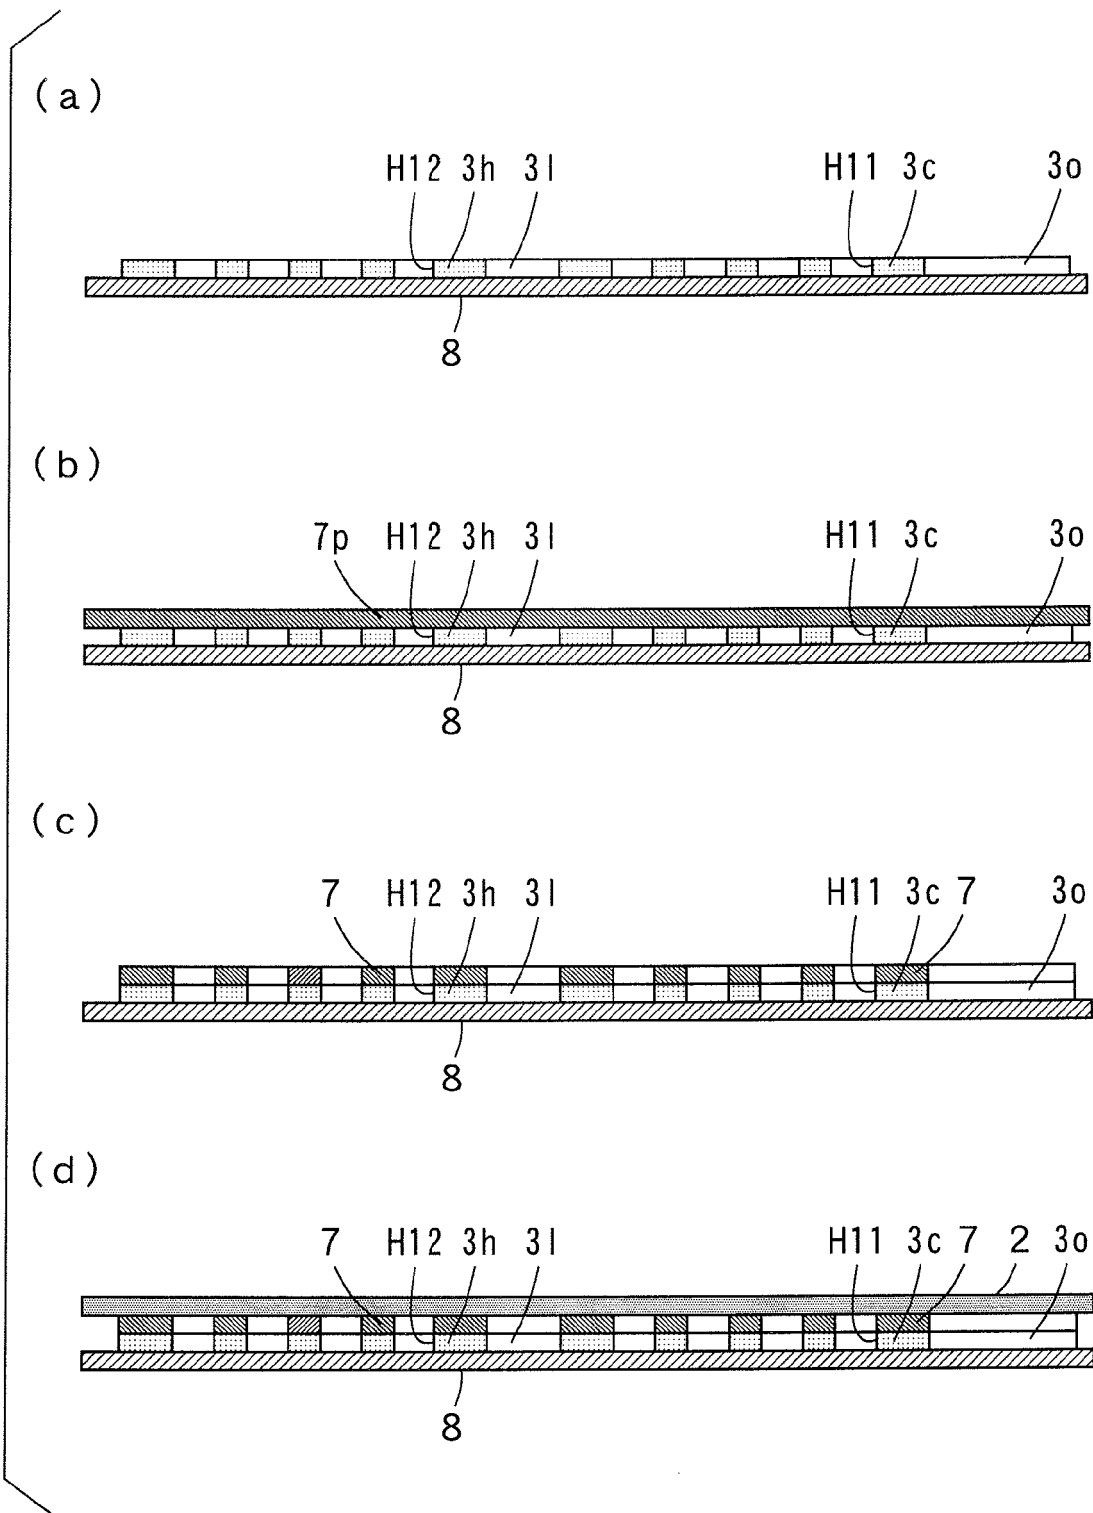 (a)
H12 3h 3l H11 3c 3o
8
(b)
7p H12 3h 3l H11 3c 3o
8
(c)
7 H12 3h 3l H11 3c 7 3o
8
(d)
7 H12 3h 3l H11 3c 7 2 3o
8